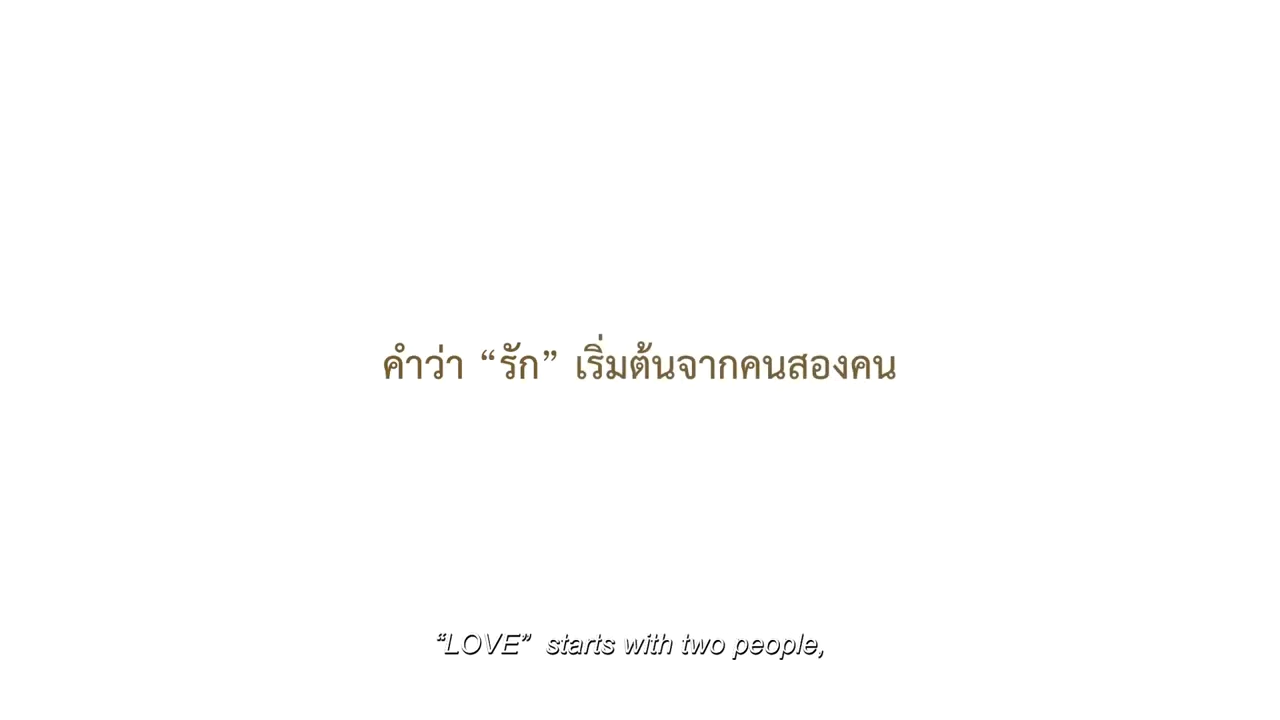 คำว่า “รัก” เริ่มต้นจากคนสองคน
“LOVE” starts with two people,